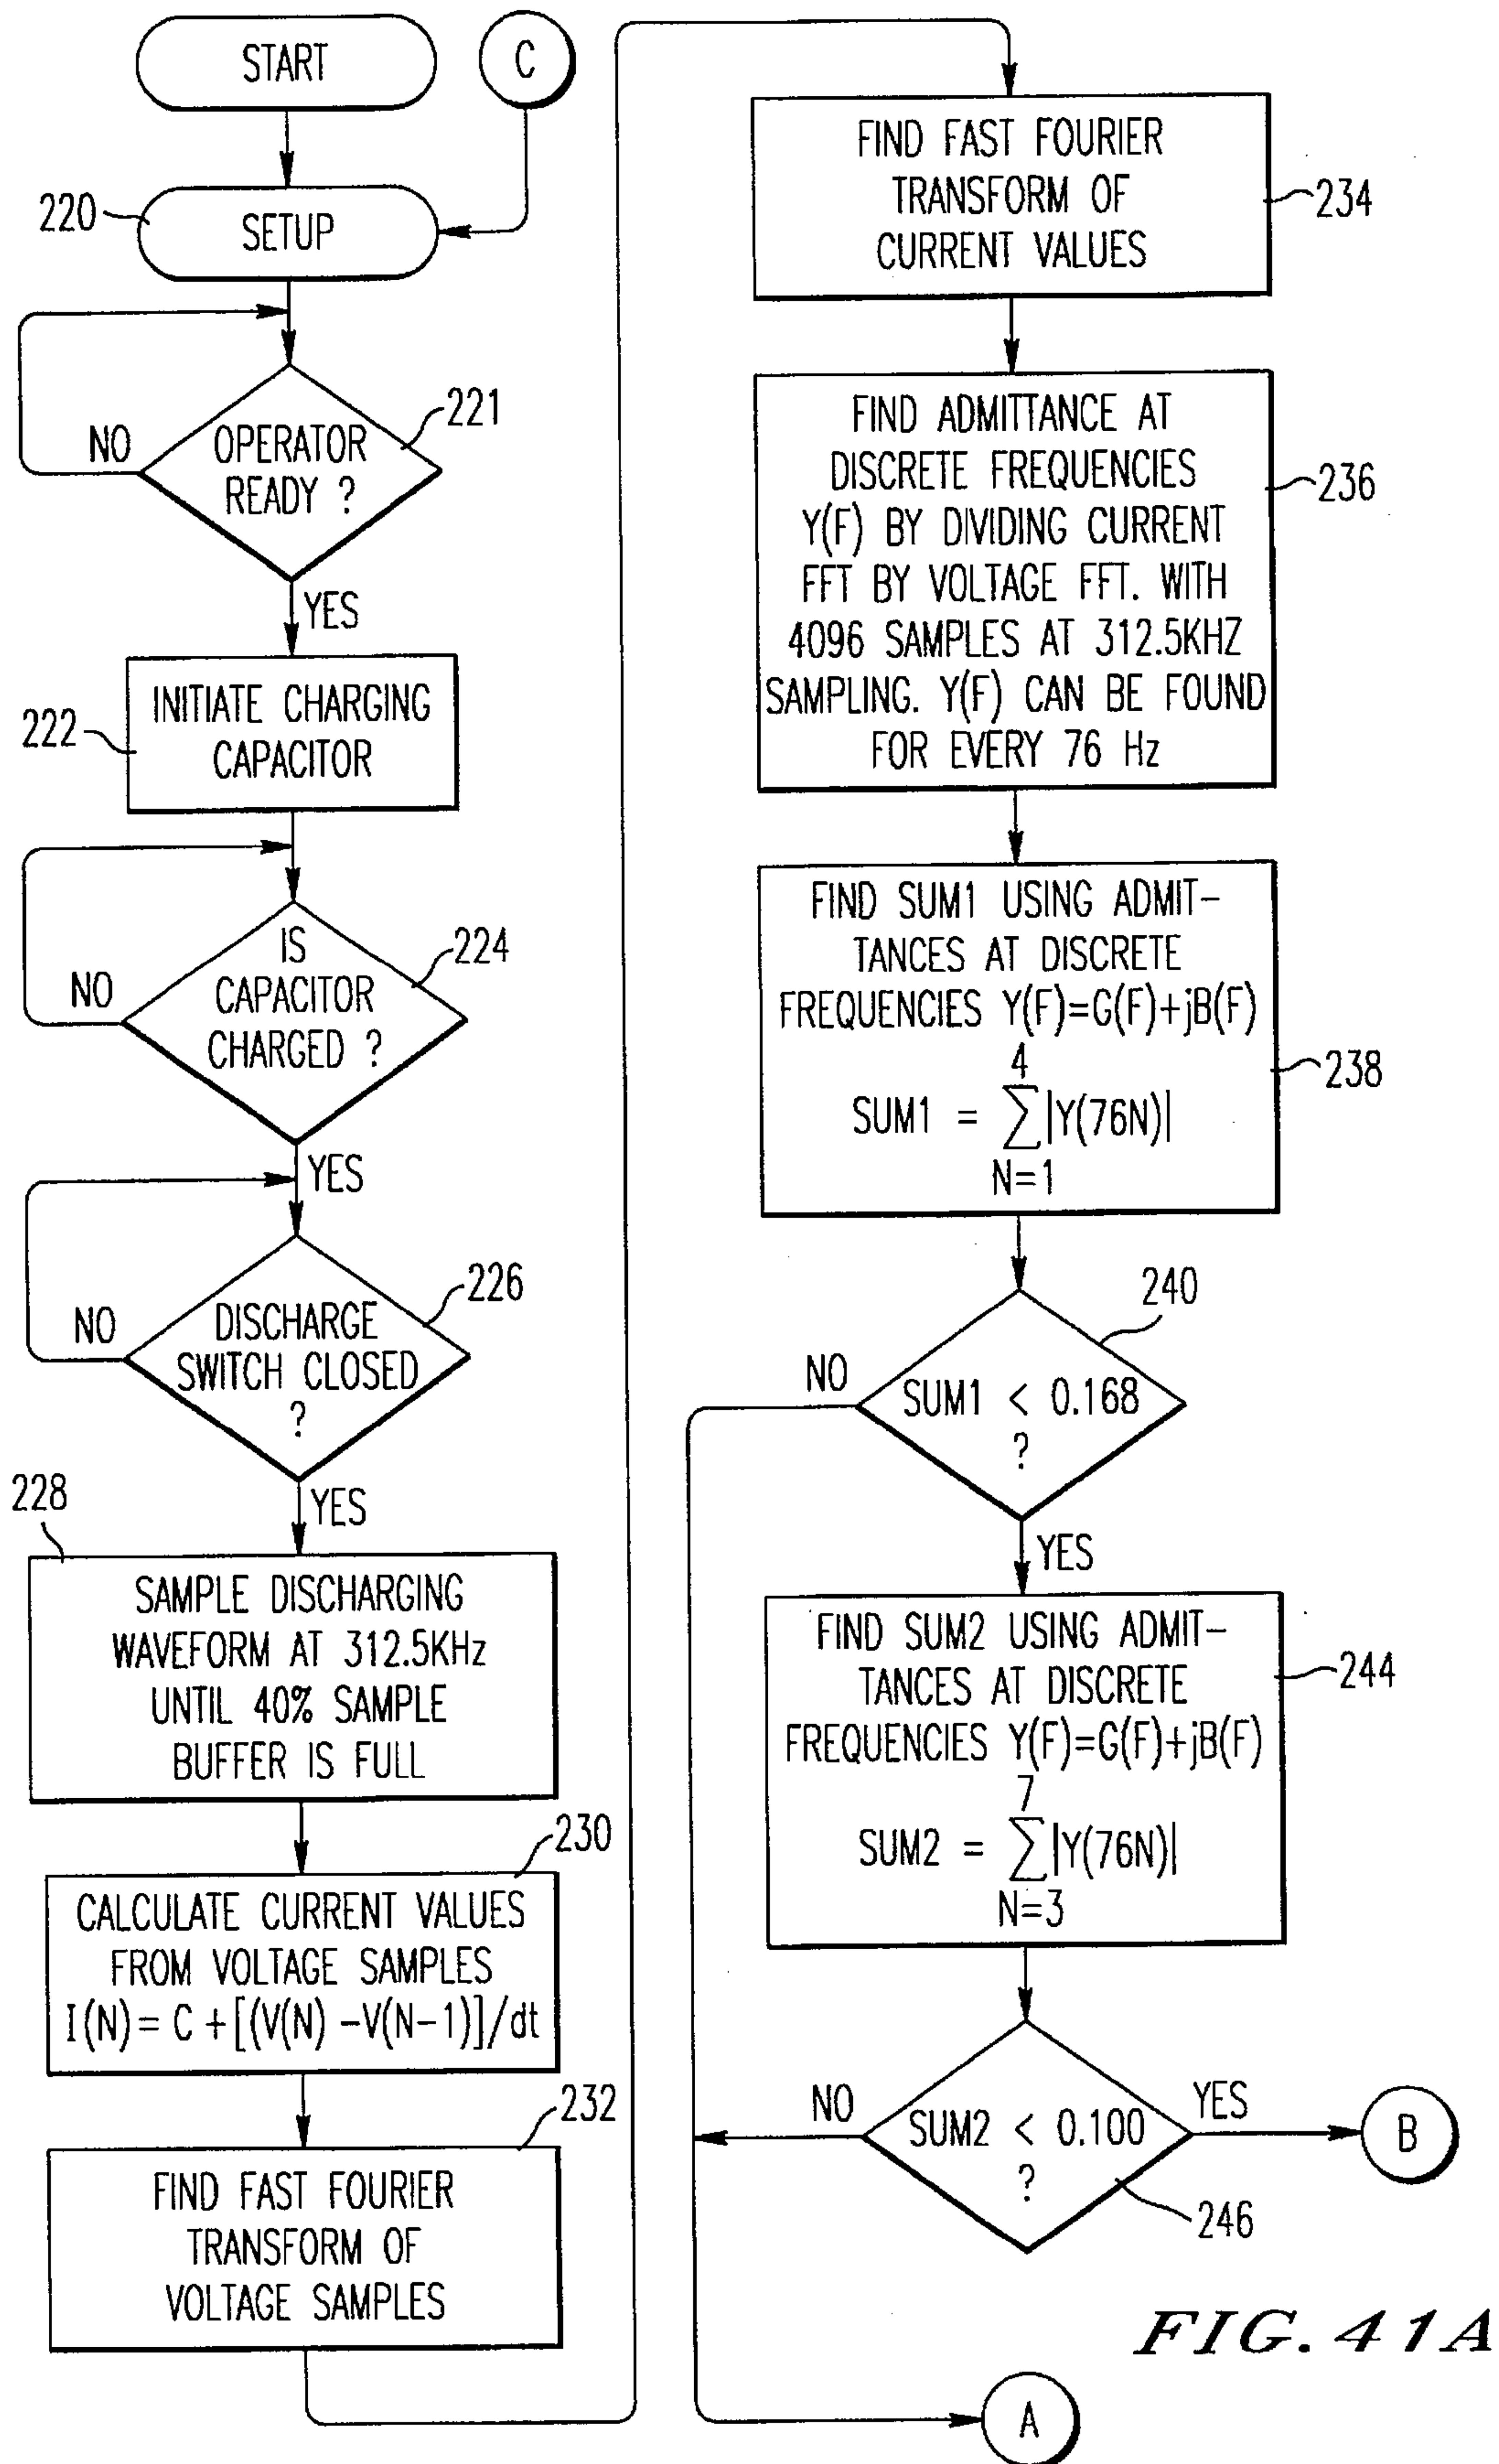 START
C
220
SETUP
221
NO
OPERATOR
READY ?
YES
222
INITIATE CHARGING
CAPACITOR
224
NO
IS
CAPACITOR
CHARGED ?
YES
226
NO
DISCHARGE
SWITCH CLOSED
?
YES
228
SAMPLE DISCHARGING
WAVEFORM AT 312.5KHz
UNTIL 40% SAMPLE
BUFFER IS FULL
230
CALCULATE CURRENT VALUES
FROM VOLTAGE SAMPLES
I(N)= C +[(V(N) -V(N-1)]/dt
232
FIND FAST FOURIER
TRANSFORM OF
VOLTAGE SAMPLES
FIND FAST FOURIER
TRANSFORM OF
CURRENT VALUES
234
FIND ADMITTANCE AT
DISCRETE FREQUENCIES
Y(F) BY DIVIDING CURRENT
FFT BY VOLTAGE FFT. WITH
4096 SAMPLES AT 312.5KHZ
SAMPLING. Y(F) CAN BE FOUND
FOR EVERY 76 Hz
236
FIND SUM1 USING ADMIT-
TANCES AT DISCRETE
FREQUENCIES Y(F)=G(F)+jB(F)
4
SUM1 = ∑|Y(76N)|
N=1
238
240
NO
SUM1 < 0.168
?
YES
FIND SUM2 USING ADMIT-
TANCES AT DISCRETE
FREQUENCIES Y(F)=G(F)+jB(F)
7
SUM2 = ∑|Y(76N)|
N=3
244
NO
SUM2 < 0.100
?
YES
B
246
FIG. 41A
A